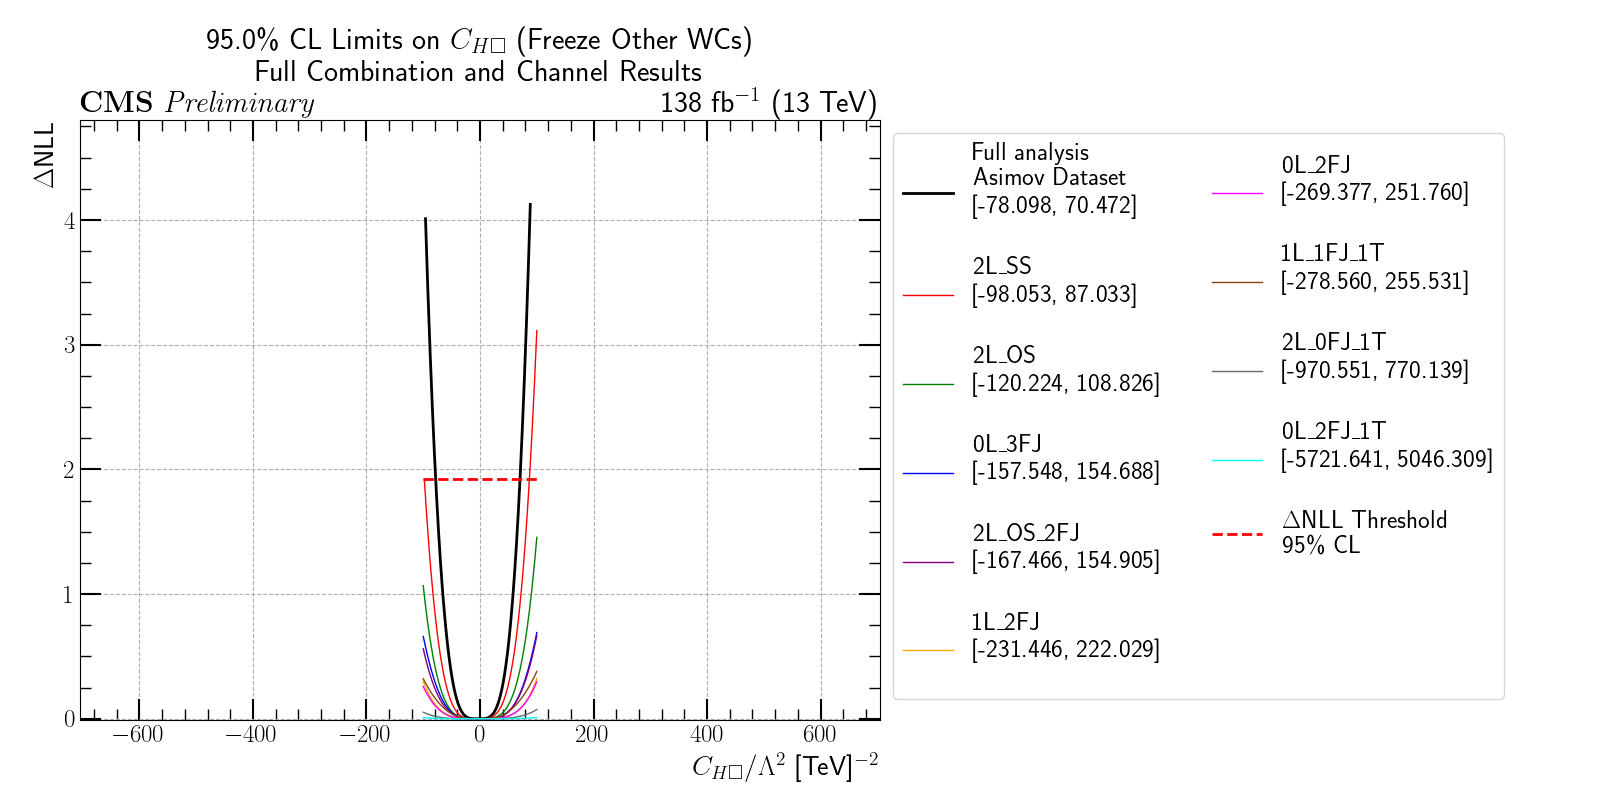 95.0% CL Limits on C_{H□} (Freeze Other WCs)
Full Combination and Channel Results
CMS Preliminary
138 fb⁻¹ (13 TeV)
ΔNLL
4
3
2
1
0
−600
−400
−200
0
200
400
600
C_{H□}/Λ² [TeV]⁻²
Full analysis
Asimov Dataset
[-78.098, 70.472]
2L_SS
[-98.053, 87.033]
2L_OS
[-120.224, 108.826]
0L_3FJ
[-157.548, 154.688]
2L_OS_2FJ
[-167.466, 154.905]
1L_2FJ
[-231.446, 222.029]
0L_2FJ
[-269.377, 251.760]
1L_1FJ_1T
[-278.560, 255.531]
2L_0FJ_1T
[-970.551, 770.139]
0L_2FJ_1T
[-5721.641, 5046.309]
ΔNLL Threshold
95% CL